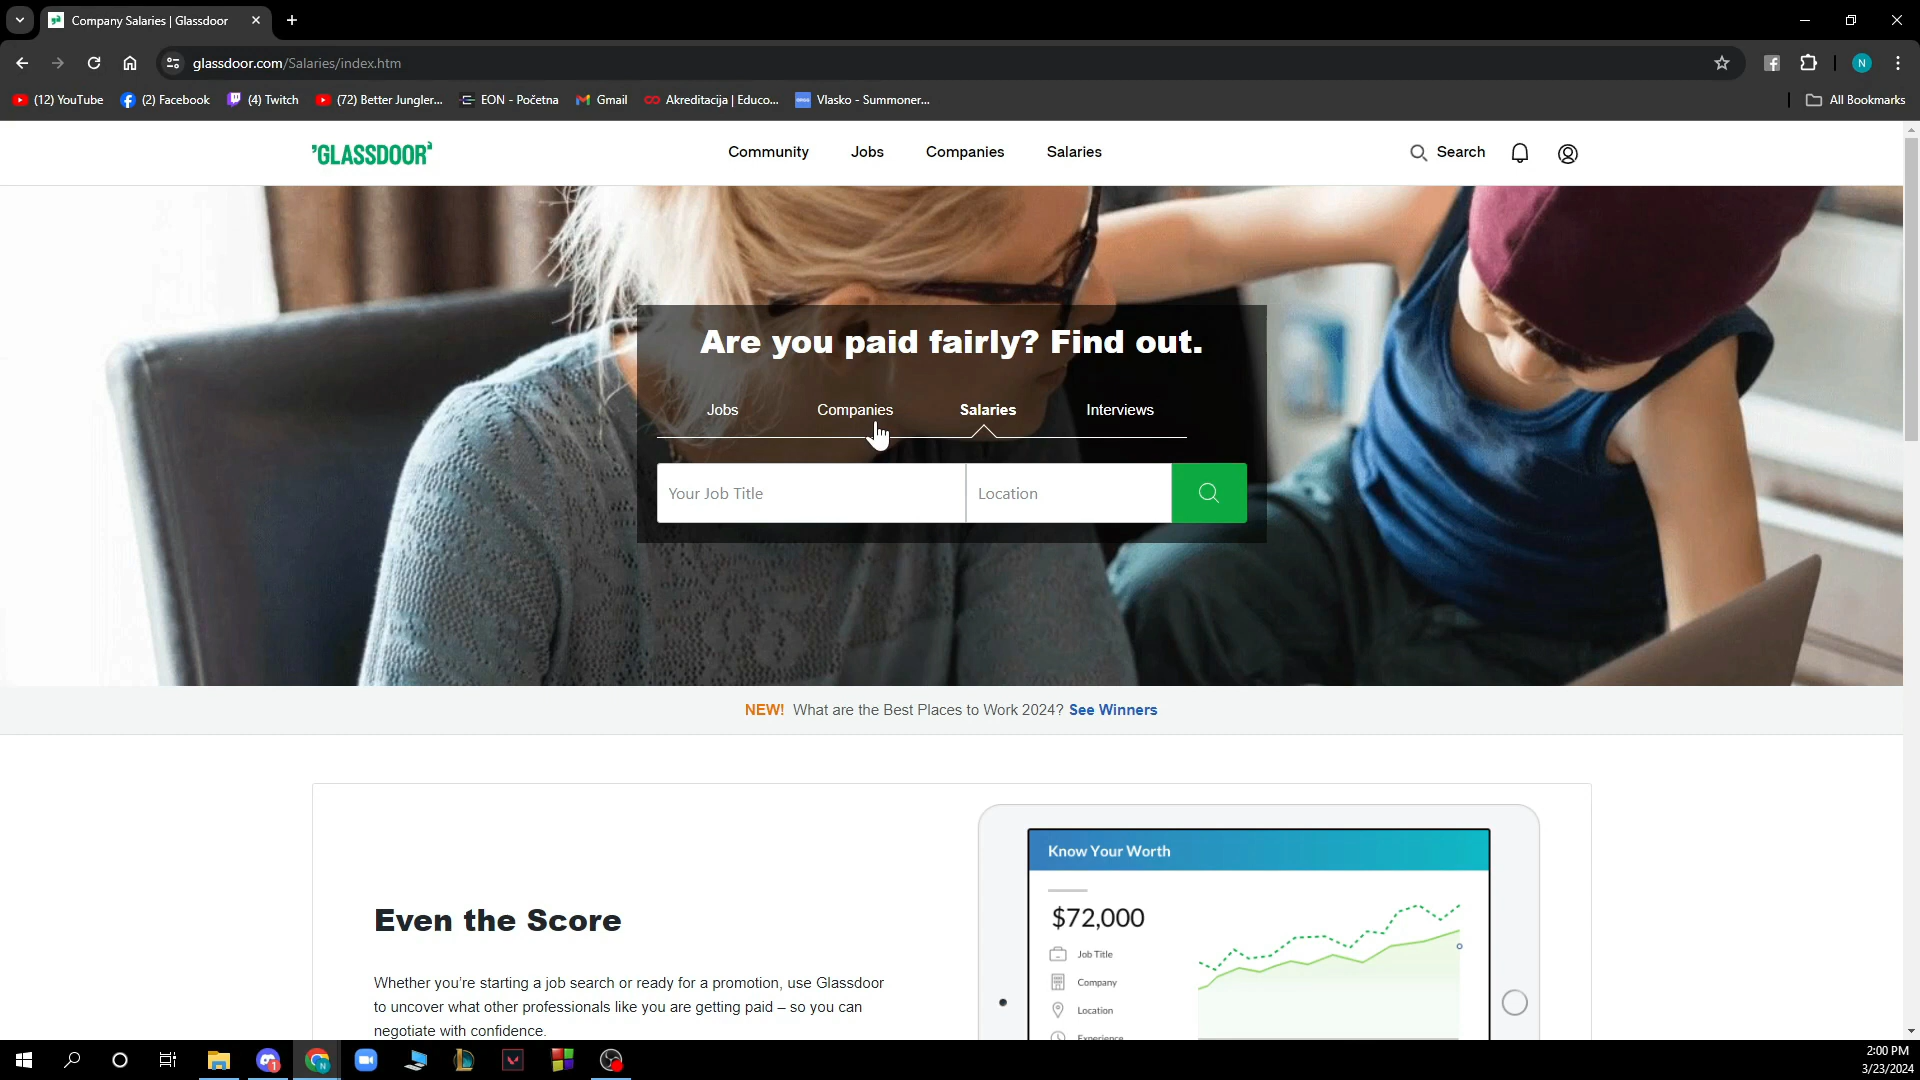 Company Salaries | Glassdoor
glassdoor.com/Salaries/index.htm
(12) YouTube
(2) Facebook
(4) Twitch
(72) Better Jungler...
EON - Početna
Gmail
Akreditacija | Educo...
Vlasko - Summoner...
All Bookmarks
N
GLASSDOOR
Community
Jobs
Companies
Salaries
Search
Are you paid fairly? Find out.
Jobs
Companies
Salaries
Interviews
Your Job Title
Location
NEW! What are the Best Places to Work 2024? See Winners
Even the Score
Whether you're starting a job search or ready for a promotion, use Glassdoor
to uncover what other professionals like you are getting paid – so you can
negotiate with confidence.
Know Your Worth
$72,000
Job Title
Company
Location
Experience
2:00 PM
3/23/2024